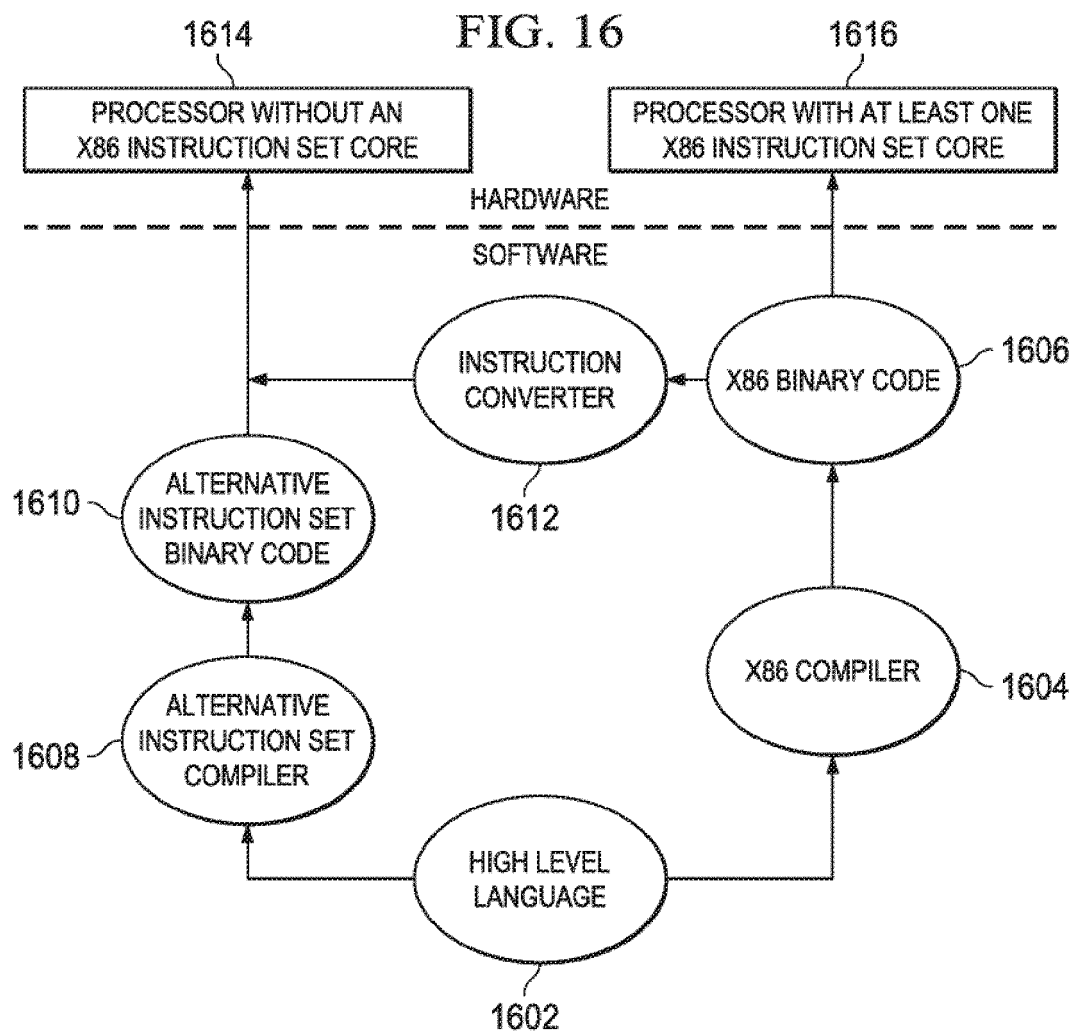 FIG. 16
1614
1616
PROCESSOR WITHOUT AN
X86 INSTRUCTION SET CORE
PROCESSOR WITH AT LEAST ONE
X86 INSTRUCTION SET CORE
HARDWARE
SOFTWARE
INSTRUCTION
CONVERTER
1612
X86 BINARY CODE
1606
1610
ALTERNATIVE
INSTRUCTION SET
BINARY CODE
X86 COMPILER
1604
1608
ALTERNATIVE
INSTRUCTION SET
COMPILER
HIGH LEVEL
LANGUAGE
1602